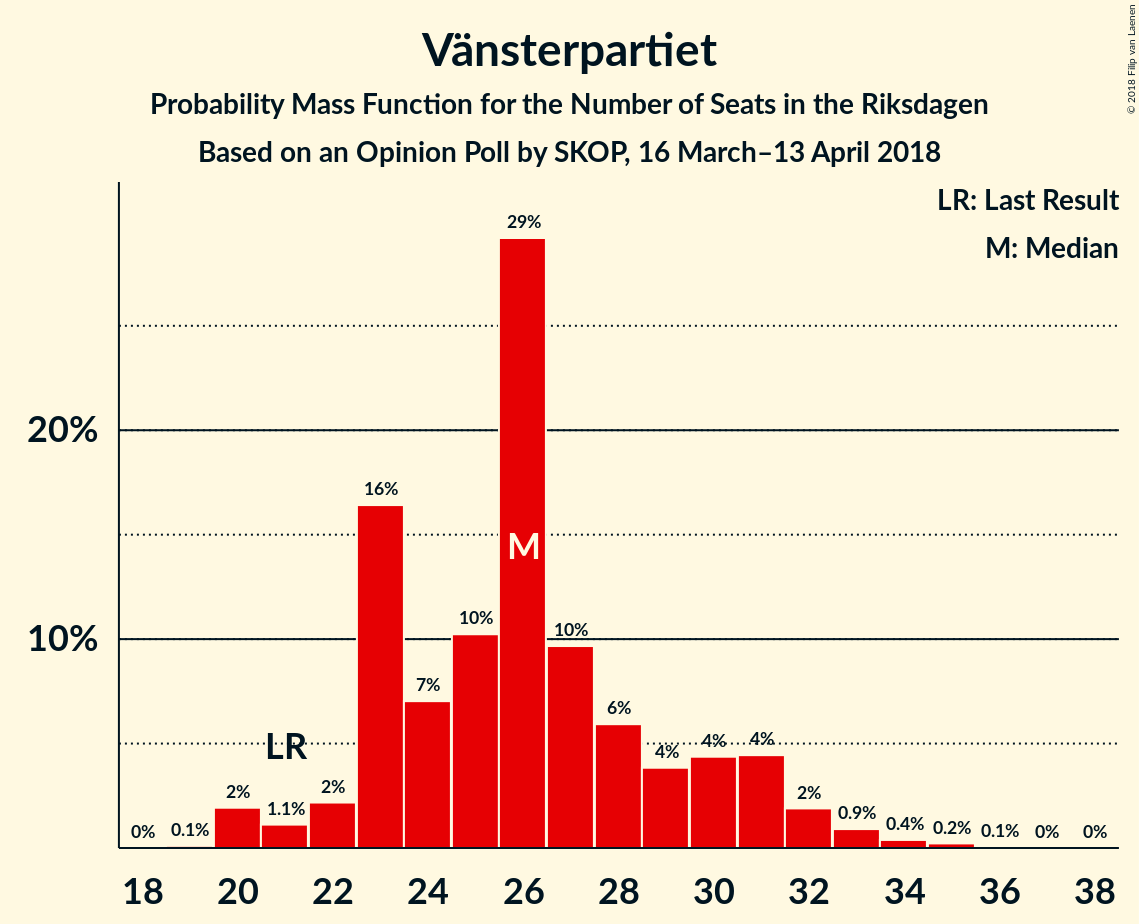 © 2018 Filip van Laenen
Vänsterpartiet
Probability Mass Function for the Number of Seats in the Riksdagen
Based on an Opinion Poll by SKOP, 16 March–13 April 2018
LR: Last Result
M: Median
20%
10%
0%
0.1%
2%
1.1%
2%
16%
7%
10%
29%
10%
6%
4%
4%
4%
2%
0.9%
0.4%
0.2%
0.1%
0%
0%
LR
M
18 20 22 24 26 28 30 32 34 36 38